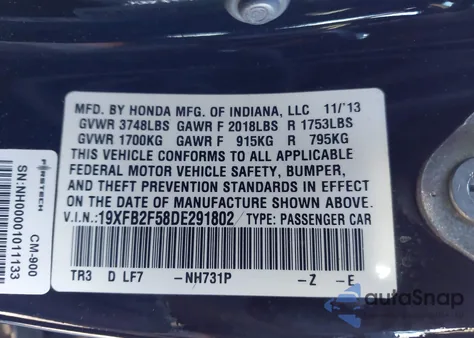 MFD. BY HONDA MFG. OF INDIANA, LLC 11/'13
GVWR 3748LBS GAWR F 2018LBS R 1753LBS
GVWR 1700KG GAWR F 915KG R 795KG
THIS VEHICLE CONFORMS TO ALL APPLICABLE
FEDERAL MOTOR VEHICLE SAFETY, BUMPER,
AND THEFT PREVENTION STANDARDS IN EFFECT
ON THE DATE OF MANUFACTURE SHOWN ABOVE.
V.I.N.: 19XFB2F58DE291802 TYPE: PASSENGER CAR
TR3 D LF7 –NH731P –Z –E
FIRSTECH
CM-900
SN:NH00001011133
autoSnap